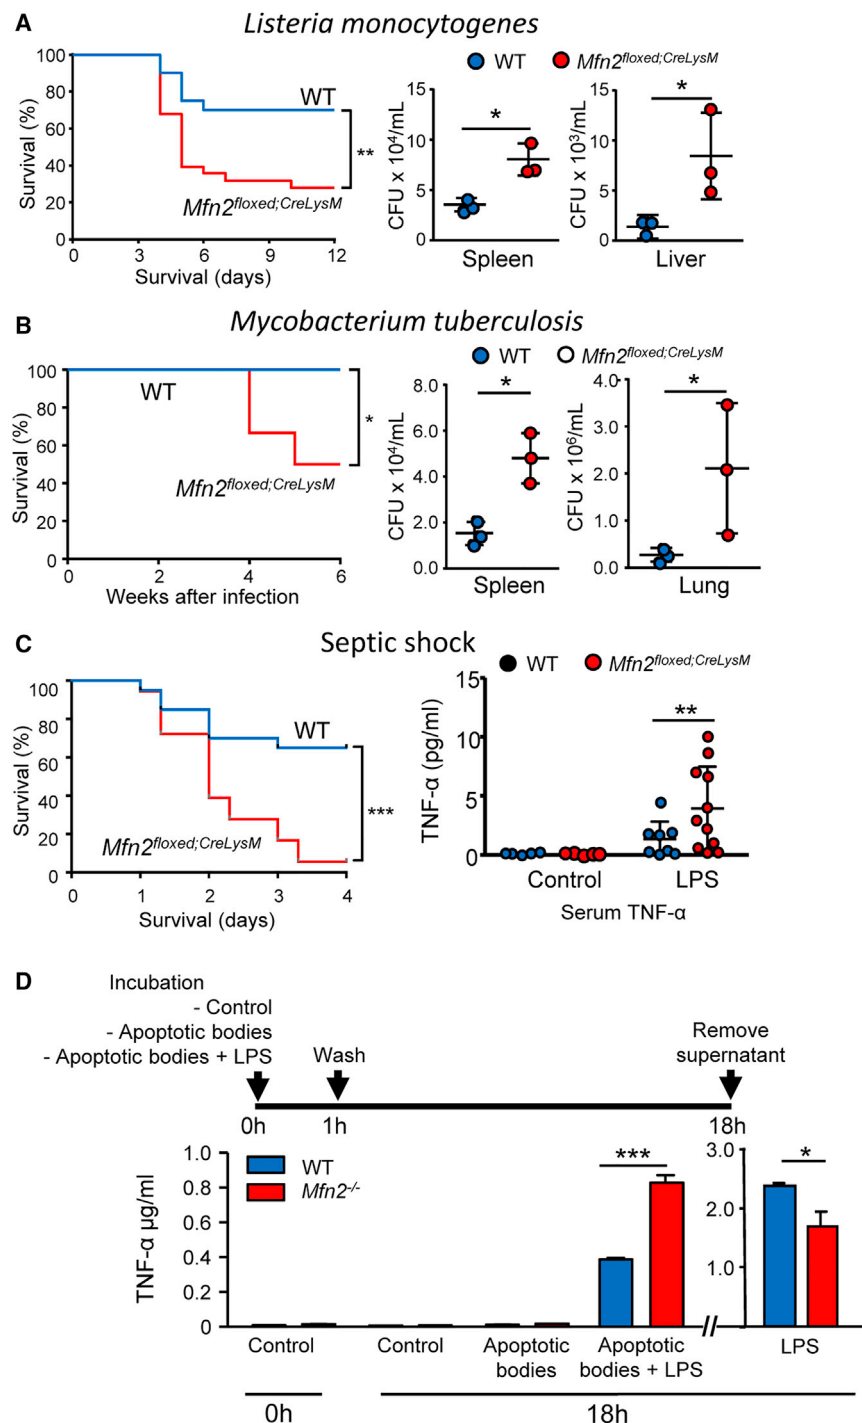 A
Listeria monocytogenes
WT
Mfn2floxed;CreLysM
Survival (%)
100
80
60
40
20
0
WT
**
Mfn2floxed;CreLysM
0
3
6
9
12
Survival (days)
CFU x 10⁴/mL
15
10
5
0
*
Spleen
CFU x 10³/mL
15
10
5
0
*
Liver
B
Mycobacterium tuberculosis
WT
Mfn2floxed;CreLysM
Survival (%)
100
80
60
40
20
0
WT
*
Mfn2floxed;CreLysM
0
2
4
6
Weeks after infection
CFU x 10⁴/mL
8.0
6.0
4.0
2.0
0.0
*
Spleen
CFU x 10⁶/mL
4.0
3.0
2.0
1.0
0.0
*
Lung
C
Septic shock
WT
Mfn2floxed;CreLysM
Survival (%)
100
80
60
40
20
0
WT
***
Mfn2floxed;CreLysM
0
1
2
3
4
Survival (days)
TNF-α (pg/ml)
15
10
5
0
**
Control
LPS
Serum TNF-α
D
Incubation
- Control
- Apoptotic bodies
- Apoptotic bodies + LPS
Wash
Remove
supernatant
0h
1h
18h
TNF-α μg/ml
1.0
0.8
0.6
0.4
0.2
0
WT
Mfn2-/-
***
3.0
2.0
1.0
*
Control
Control
Apoptotic
bodies
Apoptotic
bodies + LPS
LPS
0h
18h